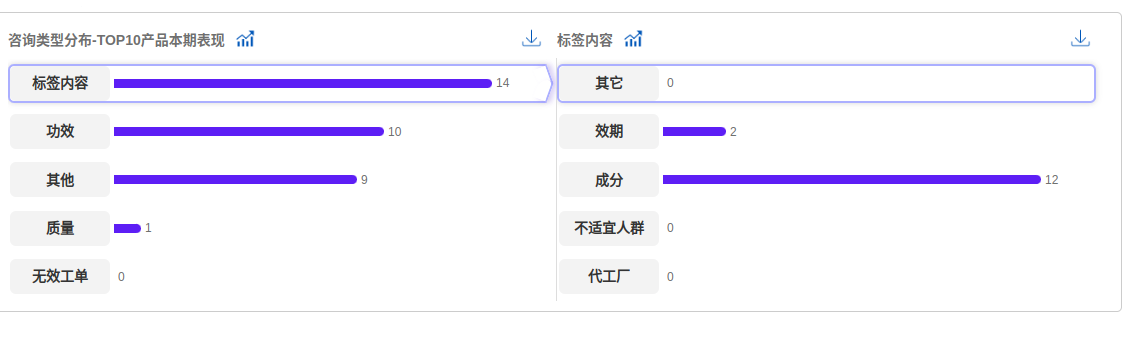 咨询类型分布-TOP10产品本期表现
标签内容 14
功效 10
其他 9
质量 1
无效工单 0
标签内容
其它 0
效期 2
成分 12
不适宜人群 0
代工厂 0